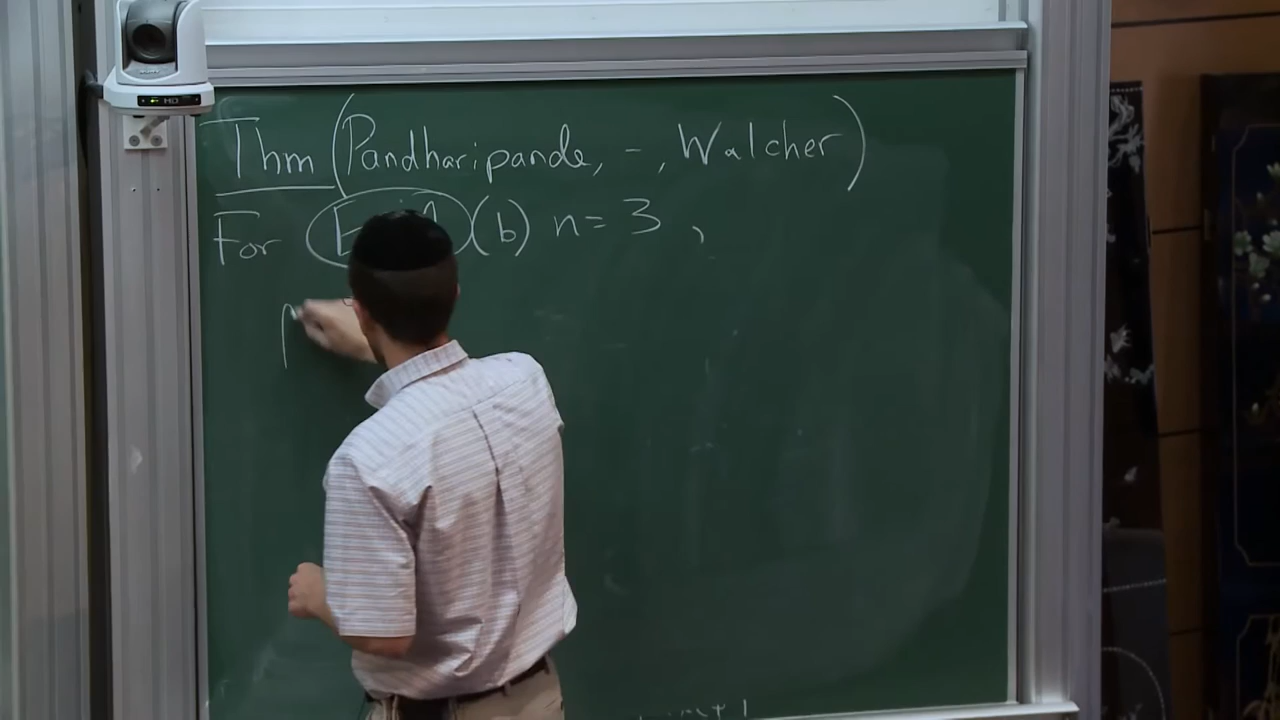 Thm (Pandharipande, -, Walcher)
For (b) n = 3 ,